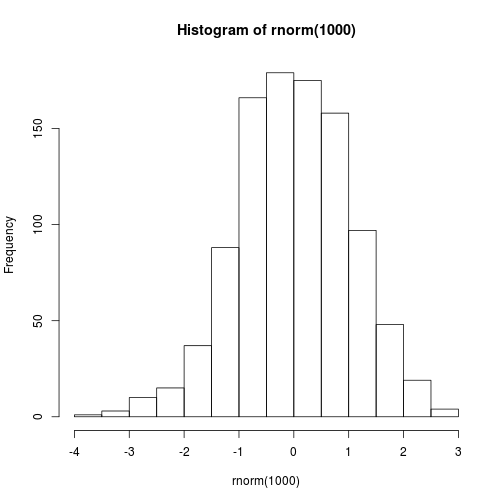 Histogram of rnorm(1000)
Frequency
150
100
50
0
-4 -3 -2 -1 0 1 2 3
rnorm(1000)